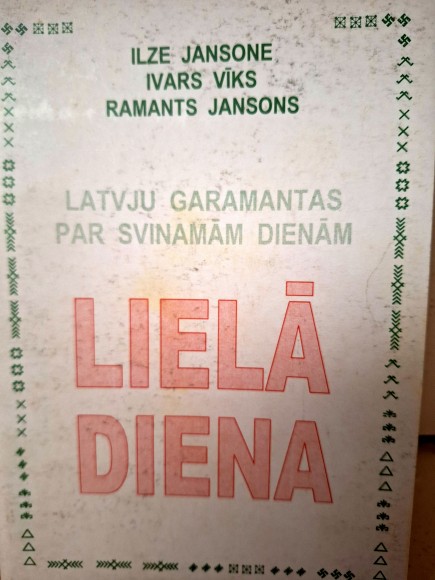 ILZE JANSONE
IVARS VĪKS
RAMANTS JANSONS
LATVJU GARAMANTAS
PAR SVINAMĀM DIENĀM
LIELĀ
DIENA